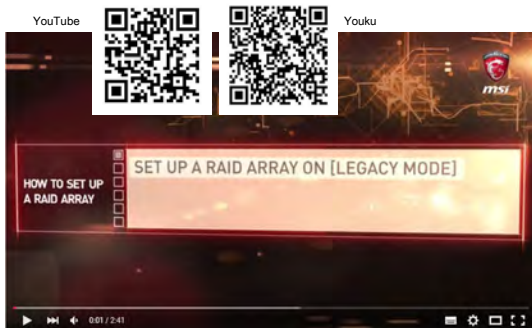 YouTube
Youku
msi
SET UP A RAID ARRAY ON [LEGACY MODE]
HOW TO SET UP
A RAID ARRAY
0:01 / 2:41